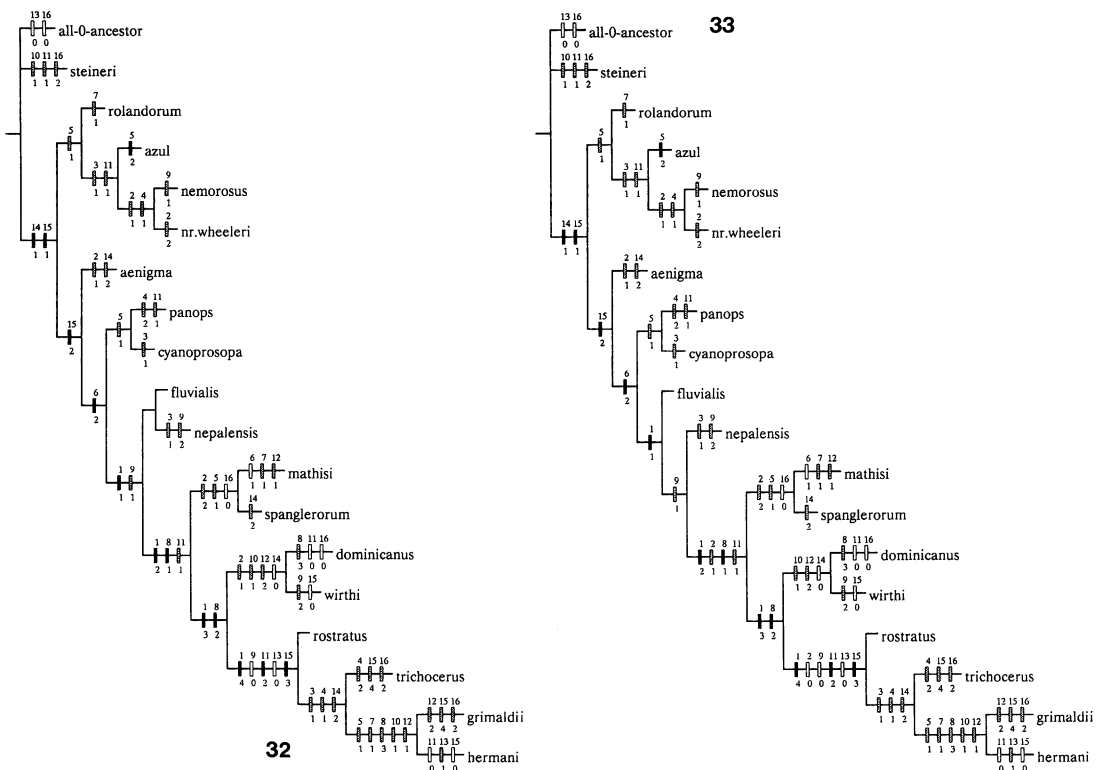 13 16
all-0-ancestor
0 0
10 11 16
steineri
1 1 2
7
rolandorum
1
5
1
5
azul
2
3 11
1 1
9
nemorosus
1
2 4
1 1
2
nr.wheeleri
2
14 15
1 1
2 14
aenigma
1 2
4 11
panops
2 1
5
1
15
2
3
cyanoprosopa
1
6
2
fluvialis
3 9
nepalensis
1 2
1 9
1 1
6 7 12
mathisi
1 1 1
2 5 16
2 1 0
14
spanglerorum
2
1 8 11
2 1 1
8 11 16
dominicanus
3 0 0
2 10 12 14
1 1 2 0
9 15
wirthi
2 0
1 8
3 2
rostratus
1 9 11 13 15
4 0 2 0 3
4 15 16
trichocerus
2 4 2
3 4 14
1 1 2
12 15 16
grimaldii
2 4 2
5 7 8 10 12
1 1 3 1 1
11 13 15
hermani
0 1 0
32
33
13 16
all-0-ancestor
0 0
10 11 16
steineri
1 1 2
7
rolandorum
1
5
1
5
azul
2
3 11
1 1
9
nemorosus
1
2 4
1 1
2
nr.wheeleri
2
14 15
1 1
2 14
aenigma
1 2
4 11
panops
2 1
5
1
15
2
3
cyanoprosopa
1
6
2
fluvialis
1
1
3 9
nepalensis
1 2
9
1
6 7 12
mathisi
1 1 1
2 5 16
2 1 0
14
spanglerorum
2
1 2 8 11
2 1 1 1
8 11 16
dominicanus
3 0 0
10 12 14
1 2 0
9 15
wirthi
2 0
1 8
3 2
rostratus
1 2 9 11 13 15
4 0 0 2 0 3
4 15 16
trichocerus
2 4 2
3 4 14
1 1 2
12 15 16
grimaldii
2 4 2
5 7 8 10 12
1 1 3 1 1
11 13 15
hermani
0 1 0